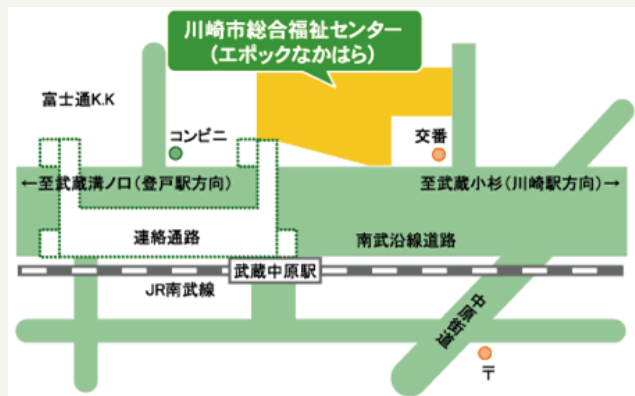 川崎市総合福祉センター
（エポックなかはら）
富士通K.K
コンビニ
交番
←至武蔵溝ノ口（登戸駅方向）
至武蔵小杉（川崎駅方向）→
連絡通路
南武沿線道路
武蔵中原駅
JR南武線
中原街道
〒